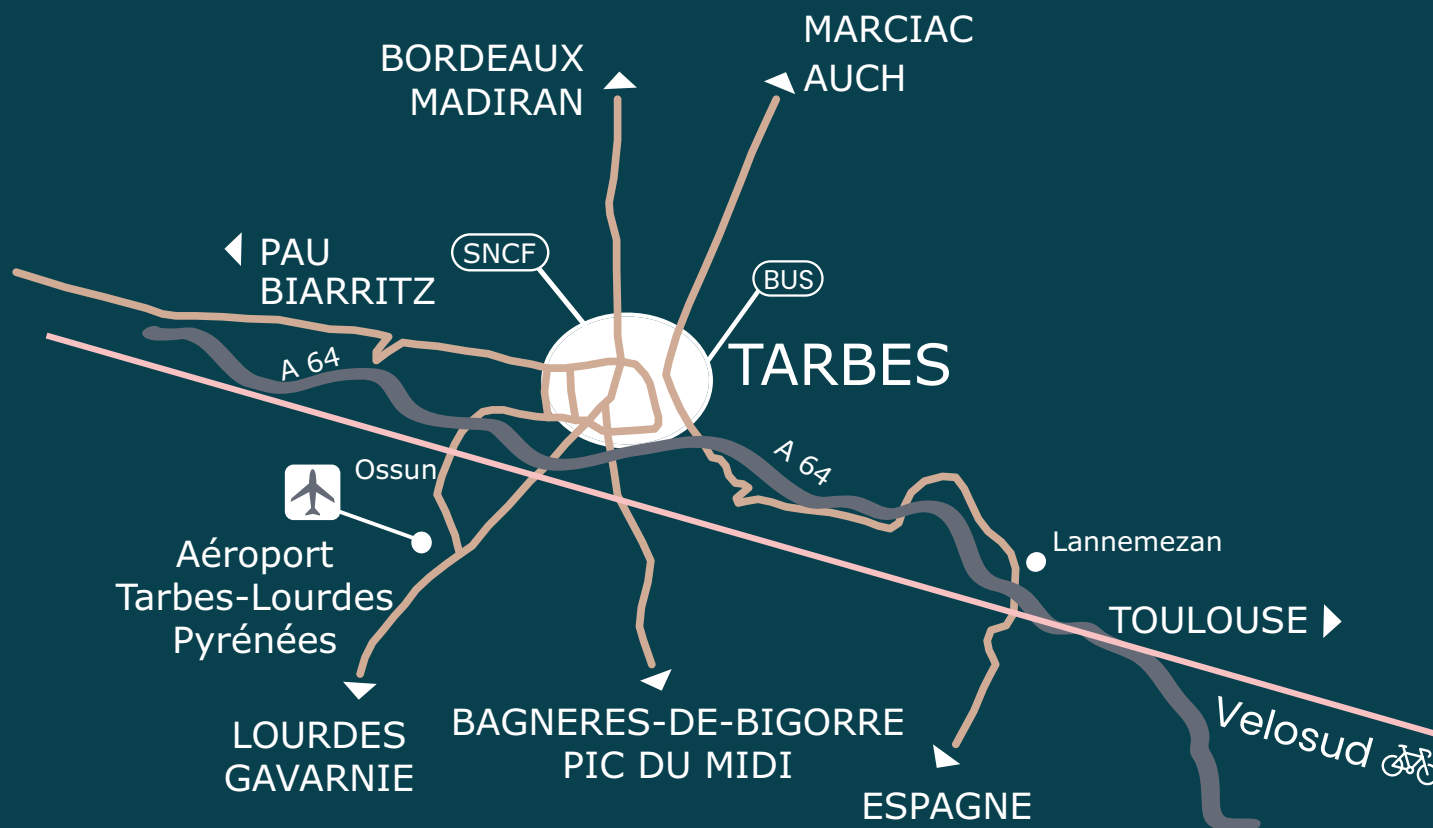 MARCIAC
AUCH
BORDEAUX
MADIRAN
PAU
BIARRITZ
SNCF
BUS
TARBES
A 64
A 64
Ossun
Aéroport
Tarbes-Lourdes
Pyrénées
Lannemezan
TOULOUSE
LOURDES
GAVARNIE
BAGNERES-DE-BIGORRE
PIC DU MIDI
Velosud
ESPAGNE